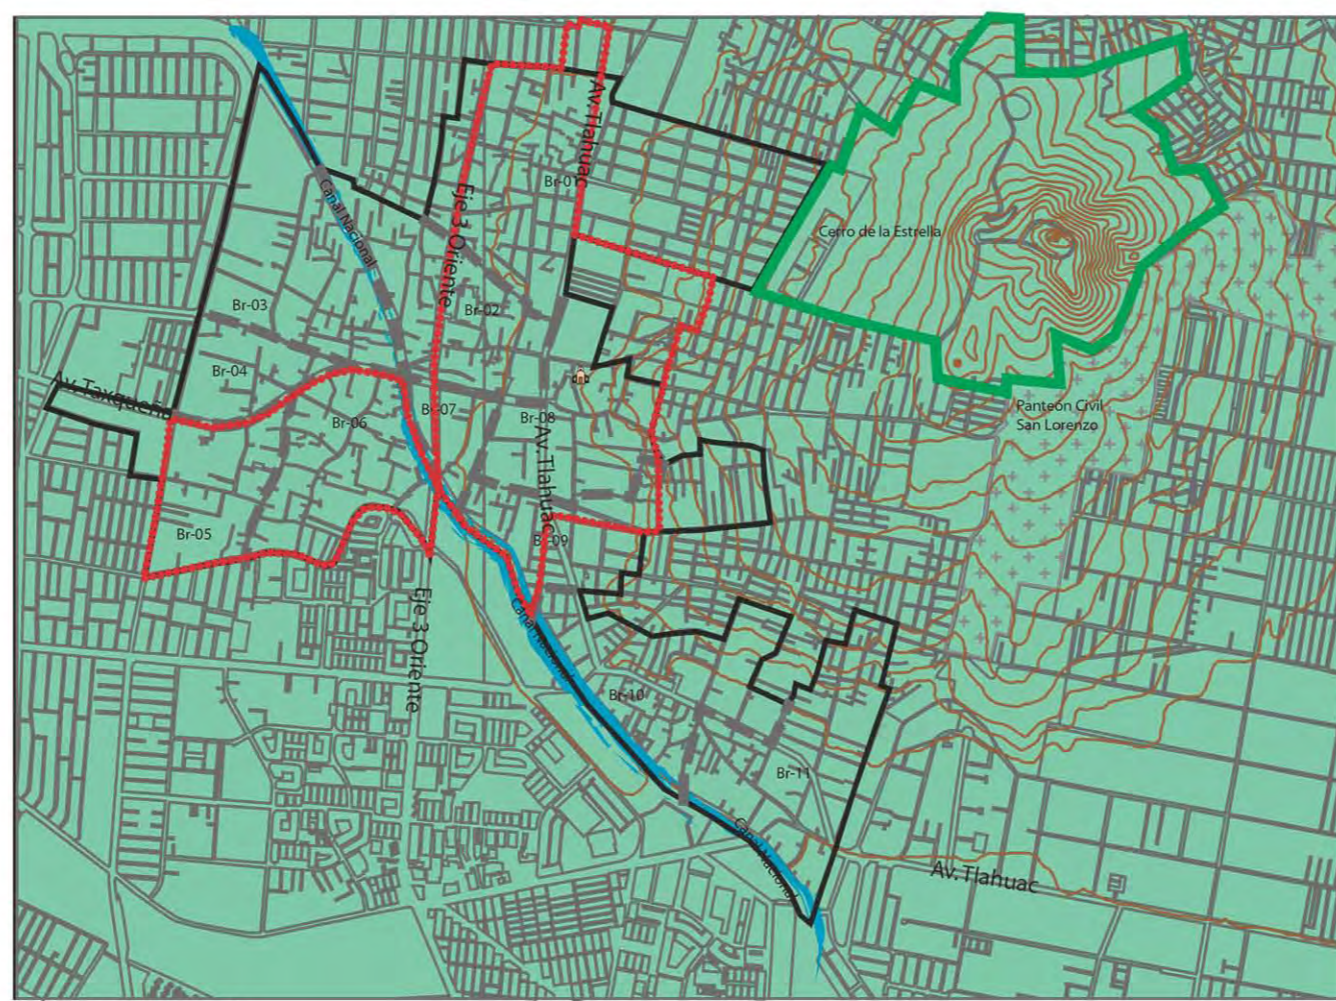 Av. Tlahuac
Br-01
Canal Nacional
Eje 3 Oriente
Cerro de la Estrella
Br-03
Br-02
Br-04
Av. Taxqueña
Br-06
Br-07
Br-08
Panteón Civil
San Lorenzo
Av. Tlahuac
Br-05
Br-09
Eje 3 Oriente
Canal Nacional
Br-10
Br-11
Canal Nacional
Av. Tlahuac